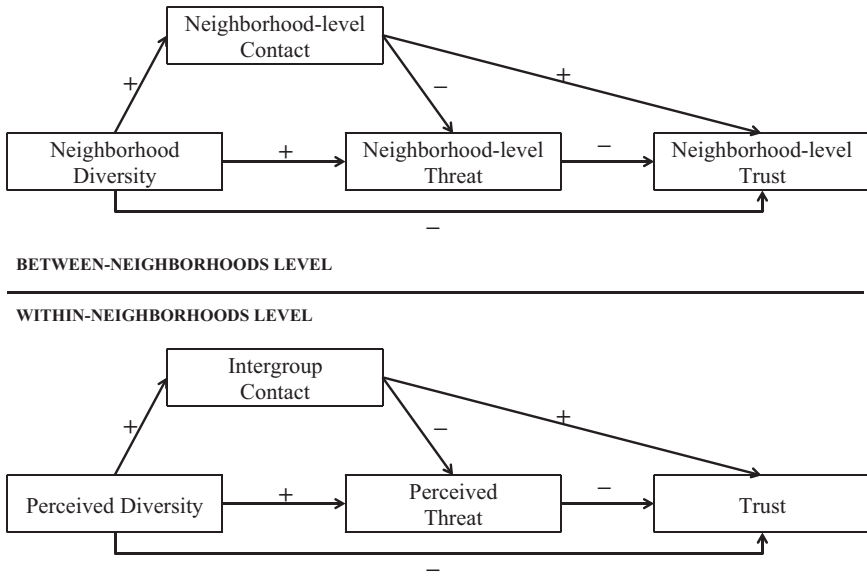 Neighborhood-level
Contact
+
–
+
Neighborhood
Diversity
+
Neighborhood-level
Threat
–
Neighborhood-level
Trust
–
BETWEEN-NEIGHBORHOODS LEVEL
WITHIN-NEIGHBORHOODS LEVEL
Intergroup
Contact
+
–
+
Perceived Diversity
+
Perceived
Threat
–
Trust
–